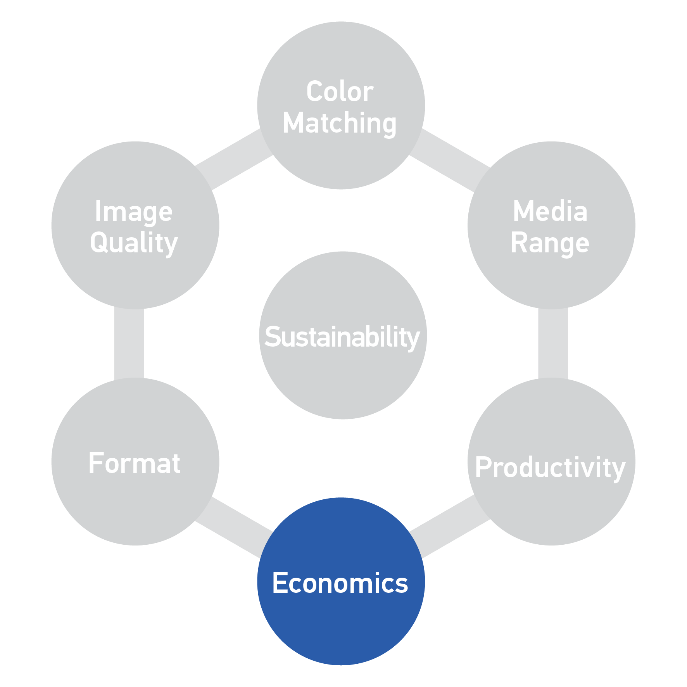 Color
Matching
Image
Quality
Media
Range
Sustainability
Format
Productivity
Economics